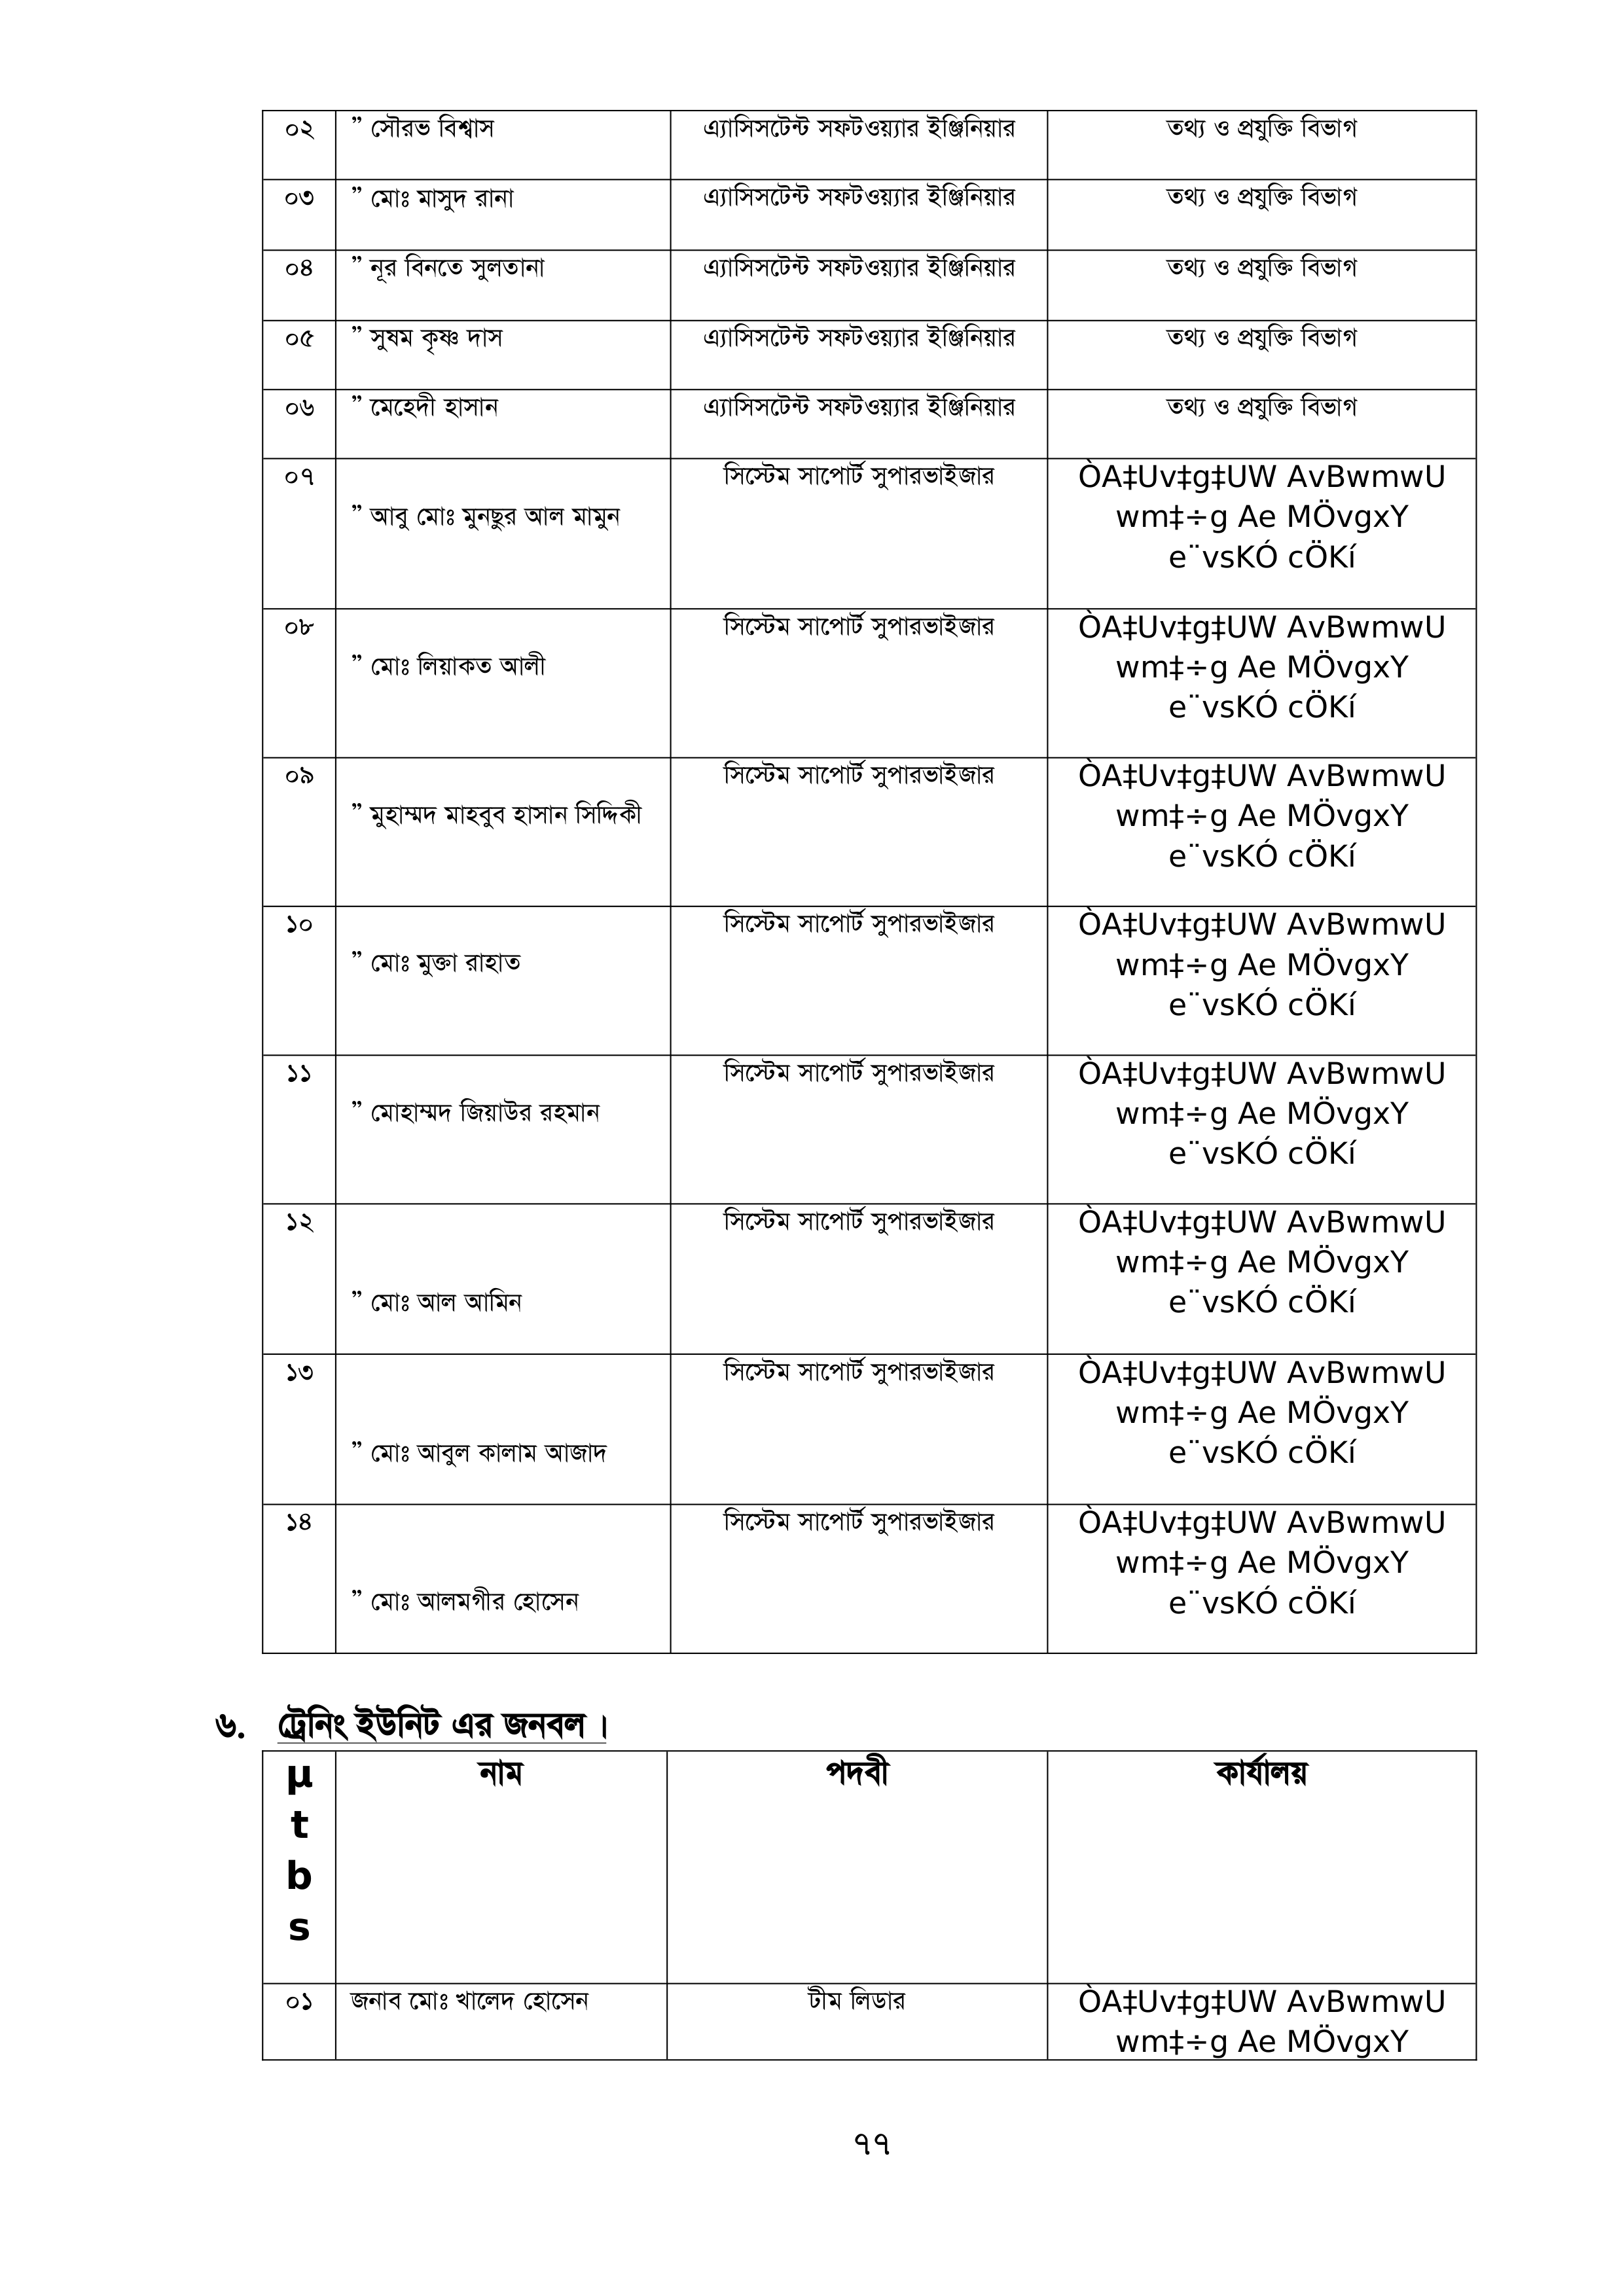 ০২ ” সৌরভ বিশ্বাস এ্যাসিসটেন্ট সফটওয়্যার ইঞ্জিনিয়ার তথ্য ও প্রযুক্তি বিভাগ
০৩ ” মোঃ মাসুদ রানা এ্যাসিসটেন্ট সফটওয়্যার ইঞ্জিনিয়ার তথ্য ও প্রযুক্তি বিভাগ
০৪ ” নূর বিনতে সুলতানা এ্যাসিসটেন্ট সফটওয়্যার ইঞ্জিনিয়ার তথ্য ও প্রযুক্তি বিভাগ
০৫ ” সুষম কৃষ্ণ দাস এ্যাসিসটেন্ট সফটওয়্যার ইঞ্জিনিয়ার তথ্য ও প্রযুক্তি বিভাগ
০৬ ” মেহেদী হাসান এ্যাসিসটেন্ট সফটওয়্যার ইঞ্জিনিয়ার তথ্য ও প্রযুক্তি বিভাগ
০৭ সিস্টেম সাপোর্ট সুপারভাইজার ÒA‡Uv‡g‡UW AvBwmwU
” আবু মোঃ মুনছুর আল মামুন wm‡÷g Ae MÖvgxY
e¨vsKÓ cÖKí
০৮ সিস্টেম সাপোর্ট সুপারভাইজার ÒA‡Uv‡g‡UW AvBwmwU
” মোঃ লিয়াকত আলী wm‡÷g Ae MÖvgxY
e¨vsKÓ cÖKí
০৯ সিস্টেম সাপোর্ট সুপারভাইজার ÒA‡Uv‡g‡UW AvBwmwU
” মুহাম্মদ মাহবুব হাসান সিদ্দিকী wm‡÷g Ae MÖvgxY
e¨vsKÓ cÖKí
১০ সিস্টেম সাপোর্ট সুপারভাইজার ÒA‡Uv‡g‡UW AvBwmwU
” মোঃ মুক্তা রাহাত wm‡÷g Ae MÖvgxY
e¨vsKÓ cÖKí
১১ সিস্টেম সাপোর্ট সুপারভাইজার ÒA‡Uv‡g‡UW AvBwmwU
” মোহাম্মদ জিয়াউর রহমান wm‡÷g Ae MÖvgxY
e¨vsKÓ cÖKí
১২ সিস্টেম সাপোর্ট সুপারভাইজার ÒA‡Uv‡g‡UW AvBwmwU
wm‡÷g Ae MÖvgxY
” মোঃ আল আমিন e¨vsKÓ cÖKí
১৩ সিস্টেম সাপোর্ট সুপারভাইজার ÒA‡Uv‡g‡UW AvBwmwU
wm‡÷g Ae MÖvgxY
” মোঃ আবুল কালাম আজাদ e¨vsKÓ cÖKí
১৪ সিস্টেম সাপোর্ট সুপারভাইজার ÒA‡Uv‡g‡UW AvBwmwU
wm‡÷g Ae MÖvgxY
” মোঃ আলমগীর হোসেন e¨vsKÓ cÖKí
৬. ট্রেনিং ইউনিট এর জনবল।
µ নাম পদবী কার্যালয়
t
b
s
০১ জনাব মোঃ খালেদ হোসেন টীম লিডার ÒA‡Uv‡g‡UW AvBwmwU
wm‡÷g Ae MÖvgxY
৭৭